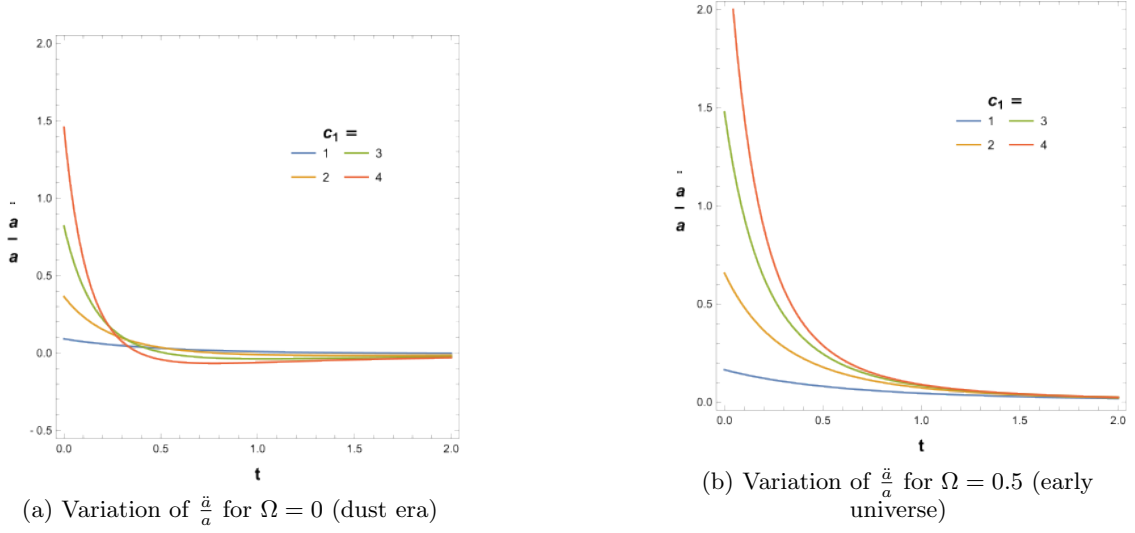 2.0
1.5
1.0
0.5
0.0
- 0.5
0.0 0.5 1.0 1.5 2.0
ä
a
t
c₁ =
1 3
2 4
(a) Variation of ä/a for Ω = 0 (dust era)
2.0
1.5
1.0
0.5
0.0
0.0 0.5 1.0 1.5 2.0
ä
a
t
c₁ =
1 3
2 4
(b) Variation of ä/a for Ω = 0.5 (early
universe)